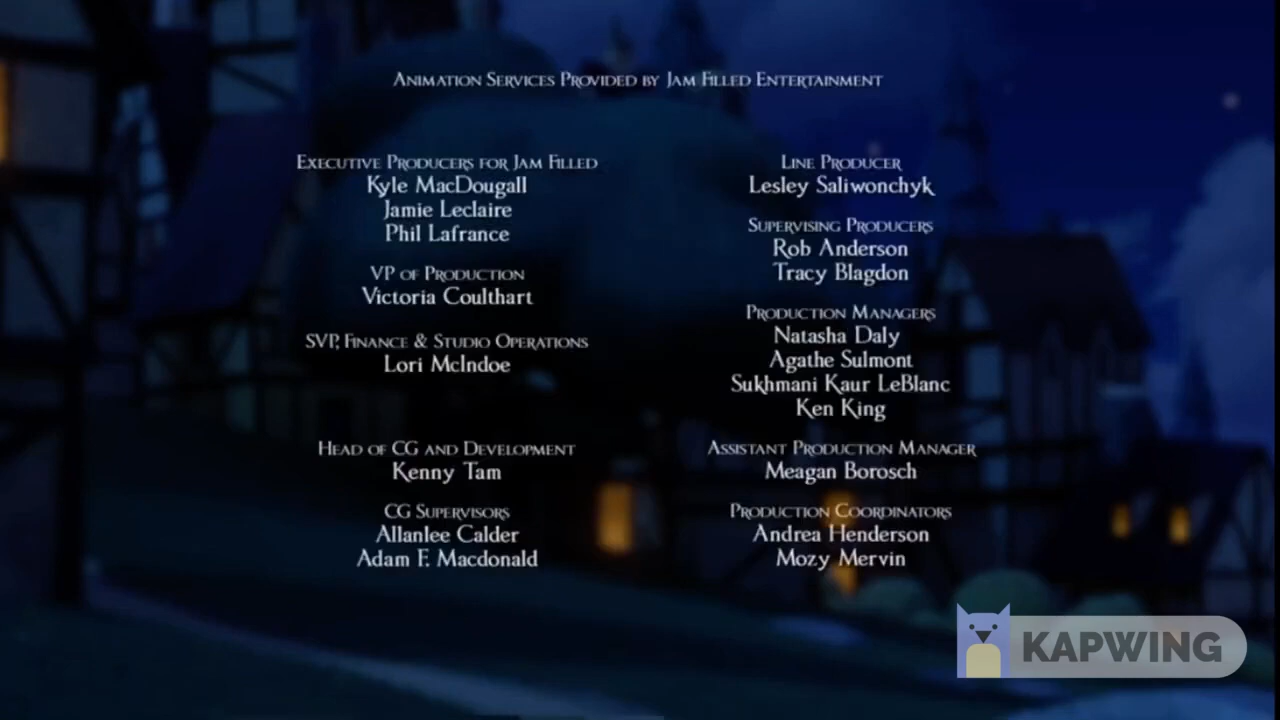 Animation Services Provided by Jam Filled Entertainment
Executive Producers for Jam Filled
Kyle MacDougall
Jamie Leclaire
Phil Lafrance
VP of Production
Victoria Coulthart
SVP, Finance & Studio Operations
Lori McIndoe
Head of CG and Development
Kenny Tam
CG Supervisors
Allanlee Calder
Adam F. Macdonald
Line Producer
Lesley Saliwonchyk
Supervising Producers
Rob Anderson
Tracy Blagdon
Production Managers
Natasha Daly
Agathe Sulmont
Sukhmani Kaur LeBlanc
Ken King
Assistant Production Manager
Meagan Borosch
Production Coordinators
Andrea Henderson
Mozy Mervin
KAPWING